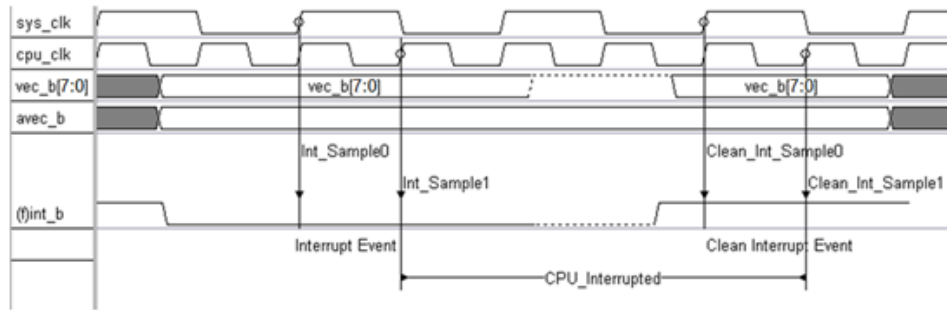 sys_clk
cpu_clk
vec_b[7:0] vec_b[7:0] vec_b[7:0]
avec_b
Int_Sample0 Clean_Int_Sample0
Int_Sample1 Clean_Int_Sample1
(f)int_b
Interrupt Event Clean Interrupt Event
CPU_Interrupted